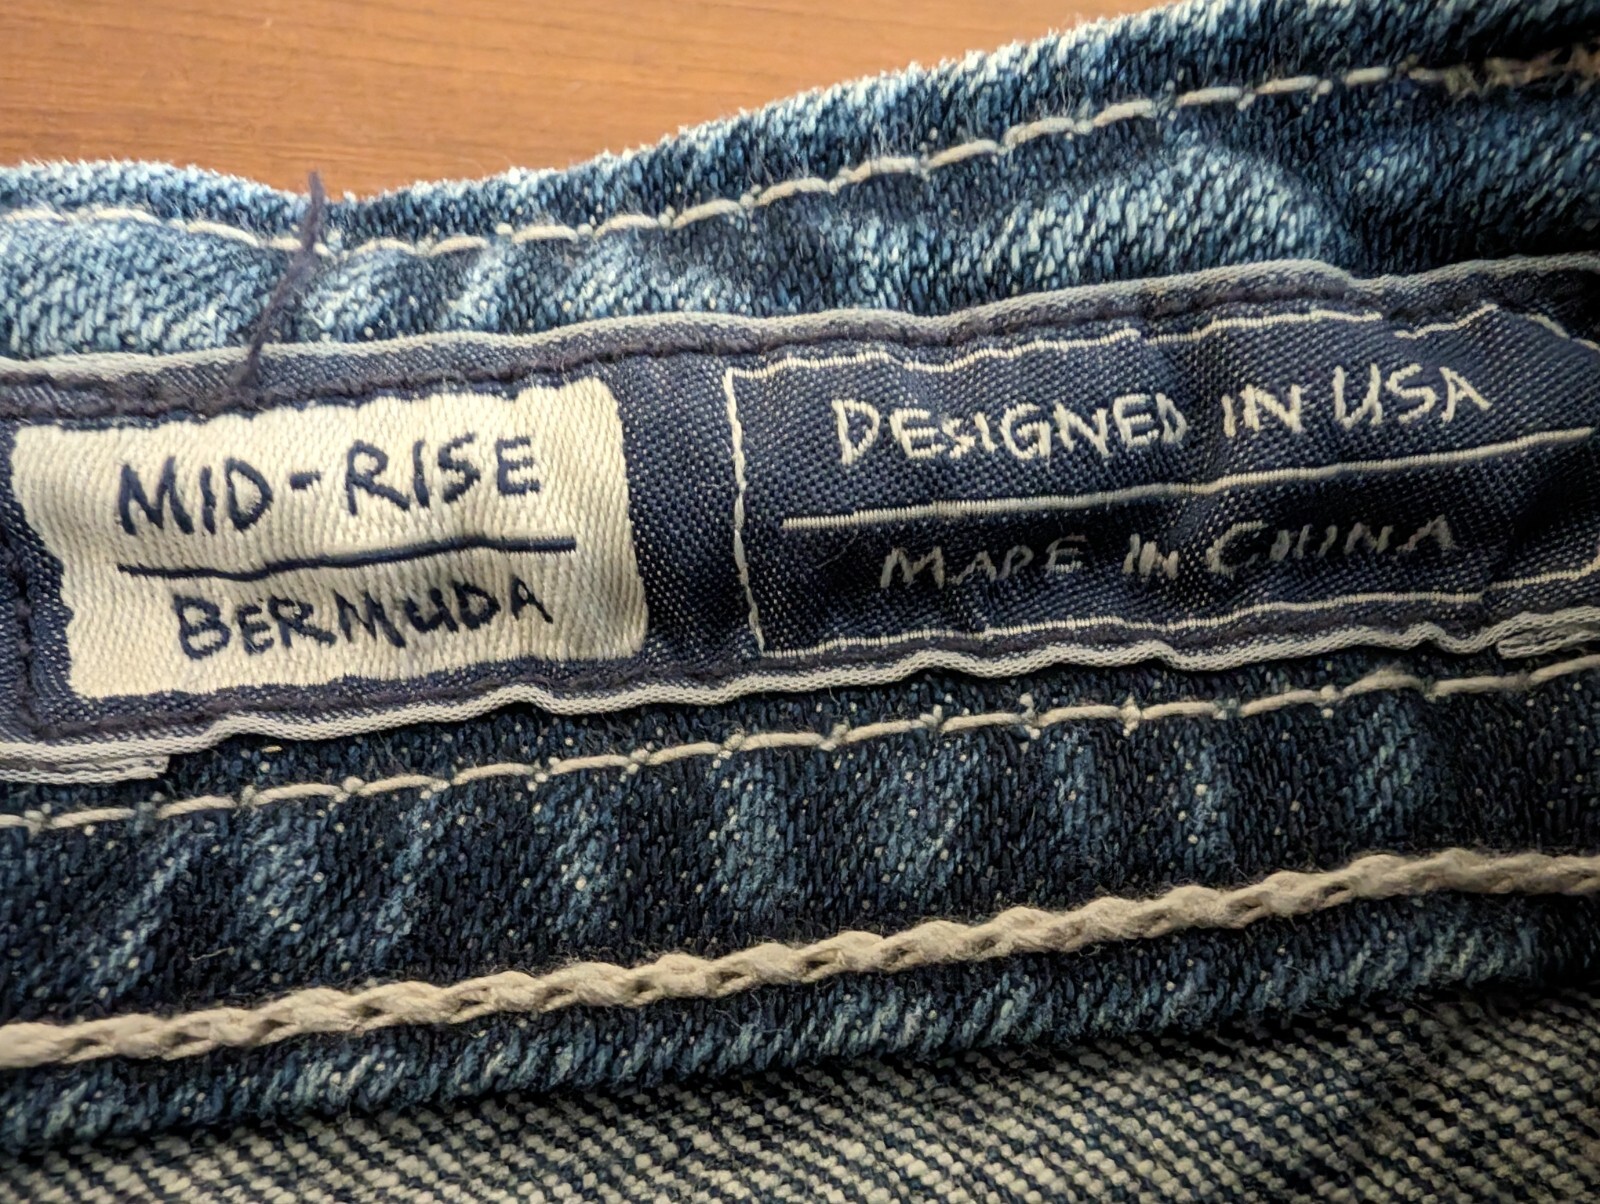 MID-RISE
BERMUDA
DESIGNED IN USA
MADE IN CHINA